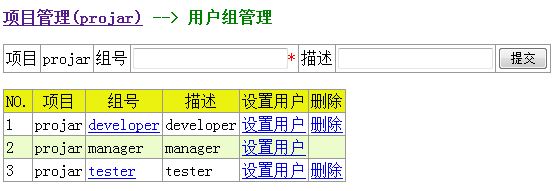 项目管理(projar) --> 用户组管理
项目 projar 组号 * 描述 提交
NO. 项目 组号 描述 设置用户 删除
1 projar developer developer 设置用户 删除
2 projar manager manager 设置用户
3 projar tester tester 设置用户 删除